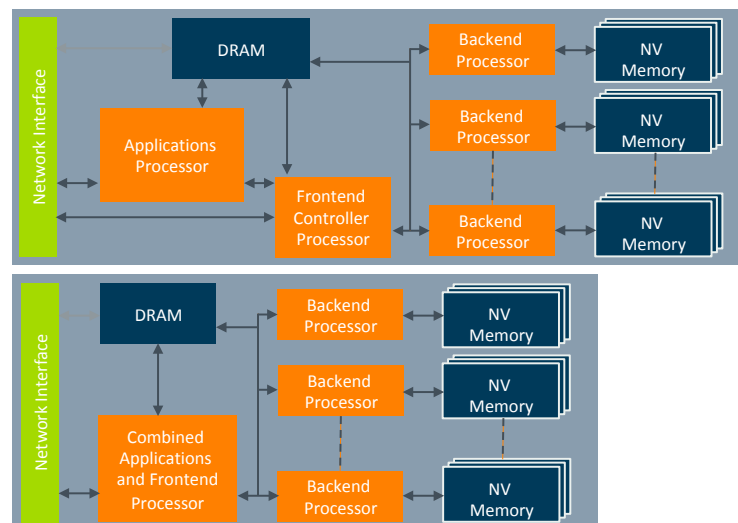 Network Interface
DRAM
Applications
Processor
Frontend
Controller
Processor
Backend
Processor
NV
Memory
Backend
Processor
NV
Memory
Backend
Processor
NV
Memory
Network Interface
DRAM
Combined
Applications
and Frontend
Processor
Backend
Processor
NV
Memory
Backend
Processor
NV
Memory
Backend
Processor
NV
Memory